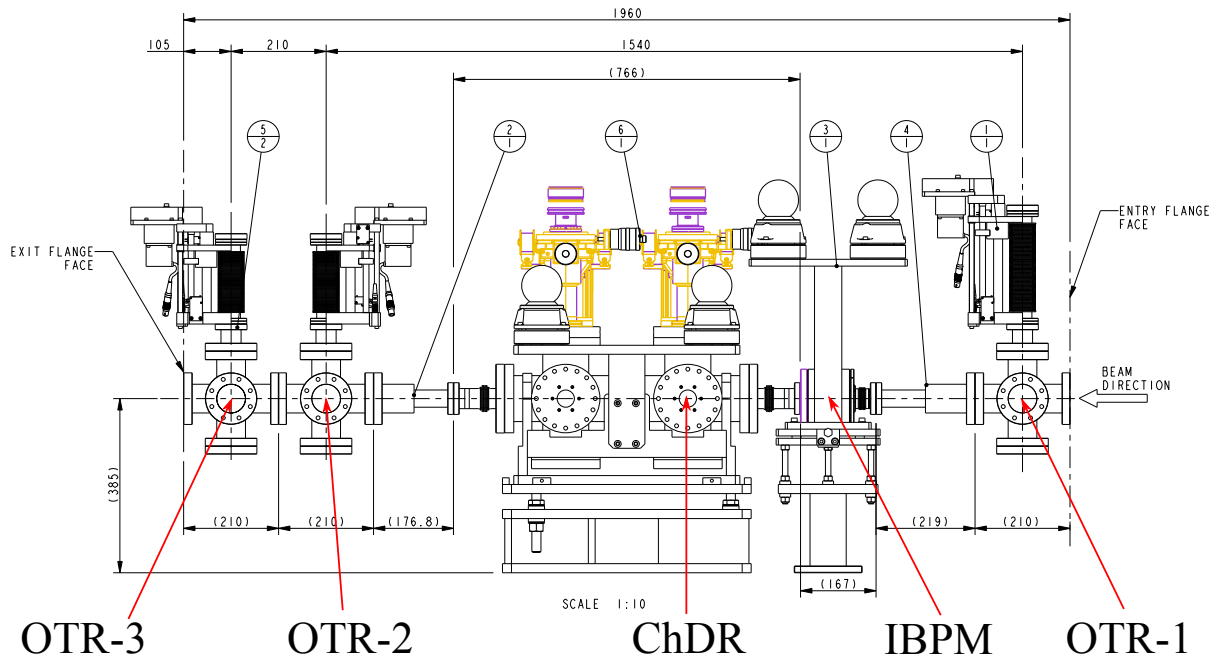 1960
105
210
1540
(766)
5
2
2
1
6
1
3
1
4
1
1
1
EXIT FLANGE
FACE
ENTRY FLANGE
FACE
BEAM
DIRECTION
(385)
(210)
(210)
(176.8)
(219)
(210)
(167)
SCALE 1:10
OTR-3
OTR-2
ChDR
IBPM
OTR-1